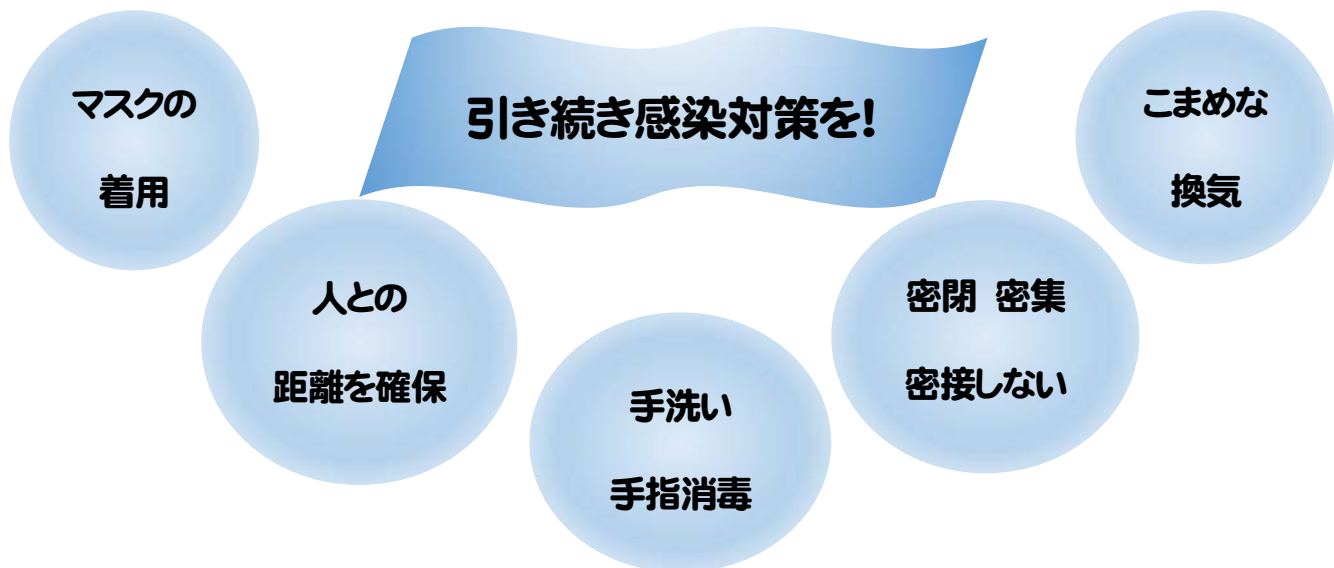 引き続き感染対策を!
マスクの
着用
人との
距離を確保
手洗い
手指消毒
密閉 密集
密接しない
こまめな
換気